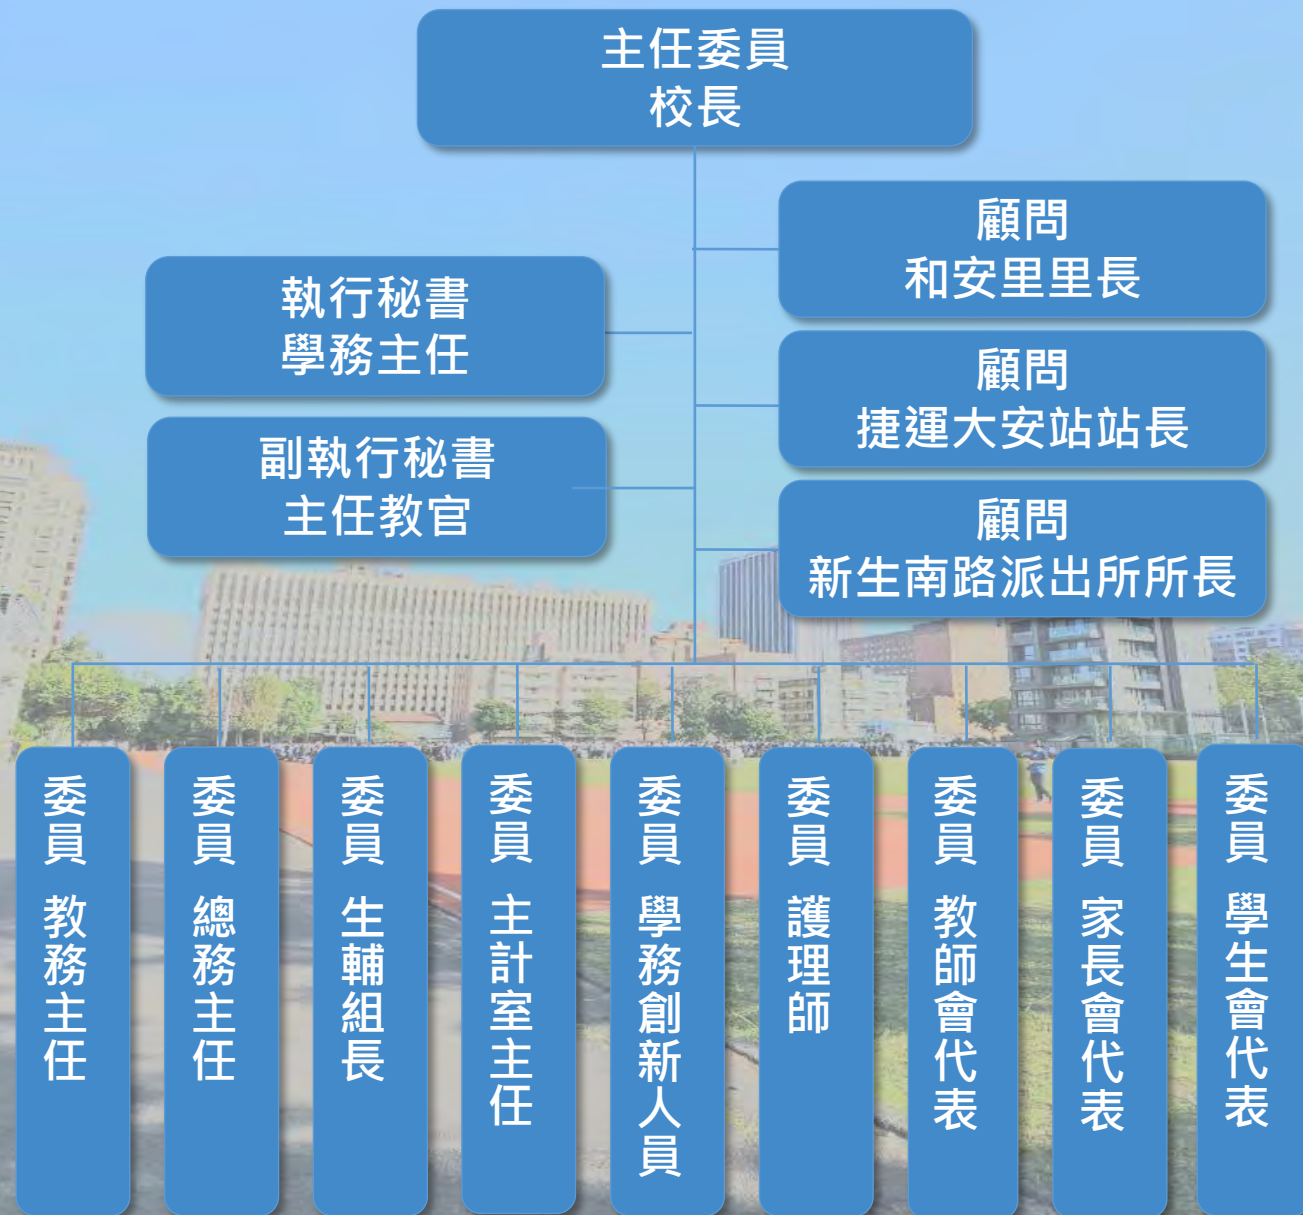 主任委員
校長
顧問
和安里里長
執行秘書
學務主任
顧問
捷運大安站站長
副執行秘書
主任教官
顧問
新生南路派出所所長
委員 教務主任
委員 總務主任
委員 生輔組長
委員 主計室主任
委員 學務創新人員
委員 護理師
委員 教師會代表
委員 家長會代表
委員 學生會代表